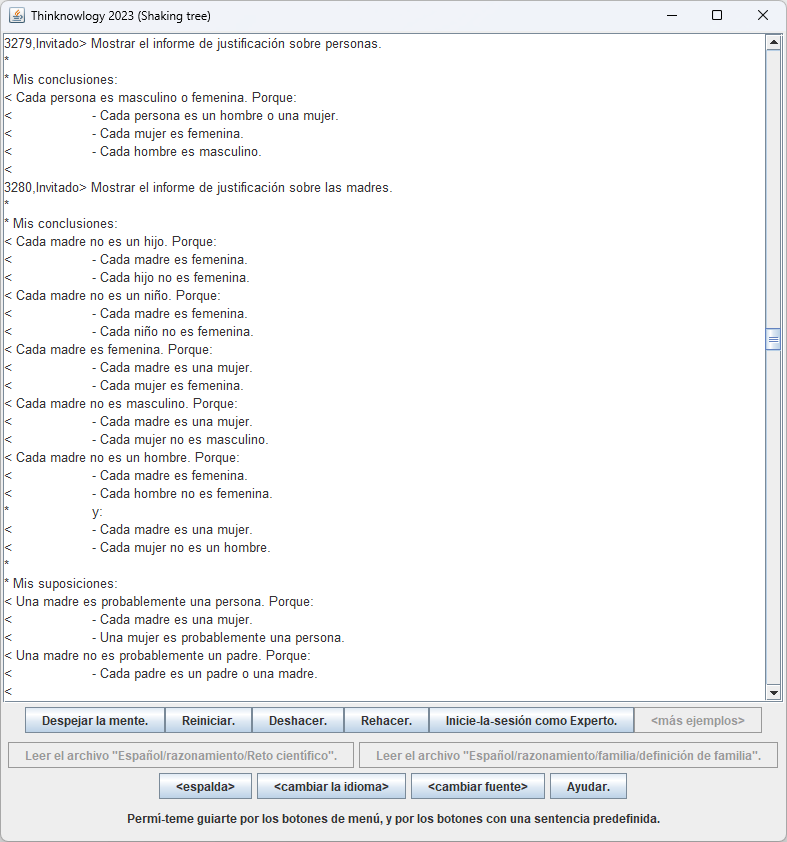 Thinknowlogy 2023 (Shaking tree)
3279,Invitado> Mostrar el informe de justificación sobre personas.
*
* Mis conclusiones:
< Cada persona es masculino o femenina. Porque:
< - Cada persona es un hombre o una mujer.
< - Cada mujer es femenina.
< - Cada hombre es masculino.
<
3280,Invitado> Mostrar el informe de justificación sobre las madres.
*
* Mis conclusiones:
< Cada madre no es un hijo. Porque:
< - Cada madre es femenina.
< - Cada hijo no es femenina.
< Cada madre no es un niño. Porque:
< - Cada madre es femenina.
< - Cada niño no es femenina.
< Cada madre es femenina. Porque:
< - Cada madre es una mujer.
< - Cada mujer es femenina.
< Cada madre no es masculino. Porque:
< - Cada madre es una mujer.
< - Cada mujer no es masculino.
< Cada madre no es un hombre. Porque:
< - Cada madre es femenina.
< - Cada hombre no es femenina.
* y:
< - Cada madre es una mujer.
< - Cada mujer no es un hombre.
*
* Mis suposiciones:
< Una madre es probablemente una persona. Porque:
< - Cada madre es una mujer.
< - Una mujer es probablemente una persona.
< Una madre no es probablemente un padre. Porque:
< - Cada padre es un padre o una madre.
<
Despejar la mente. Reiniciar. Deshacer. Rehacer. Inicie-la-sesión como Experto. <más ejemplos>
Leer el archivo "Español/razonamiento/Reto científico". Leer el archivo "Español/razonamiento/familia/definición de familia".
<espalda> <cambiar la idioma> <cambiar fuente> Ayudar.
Permí-teme guiarte por los botones de menú, y por los botones con una sentencia predefinida.